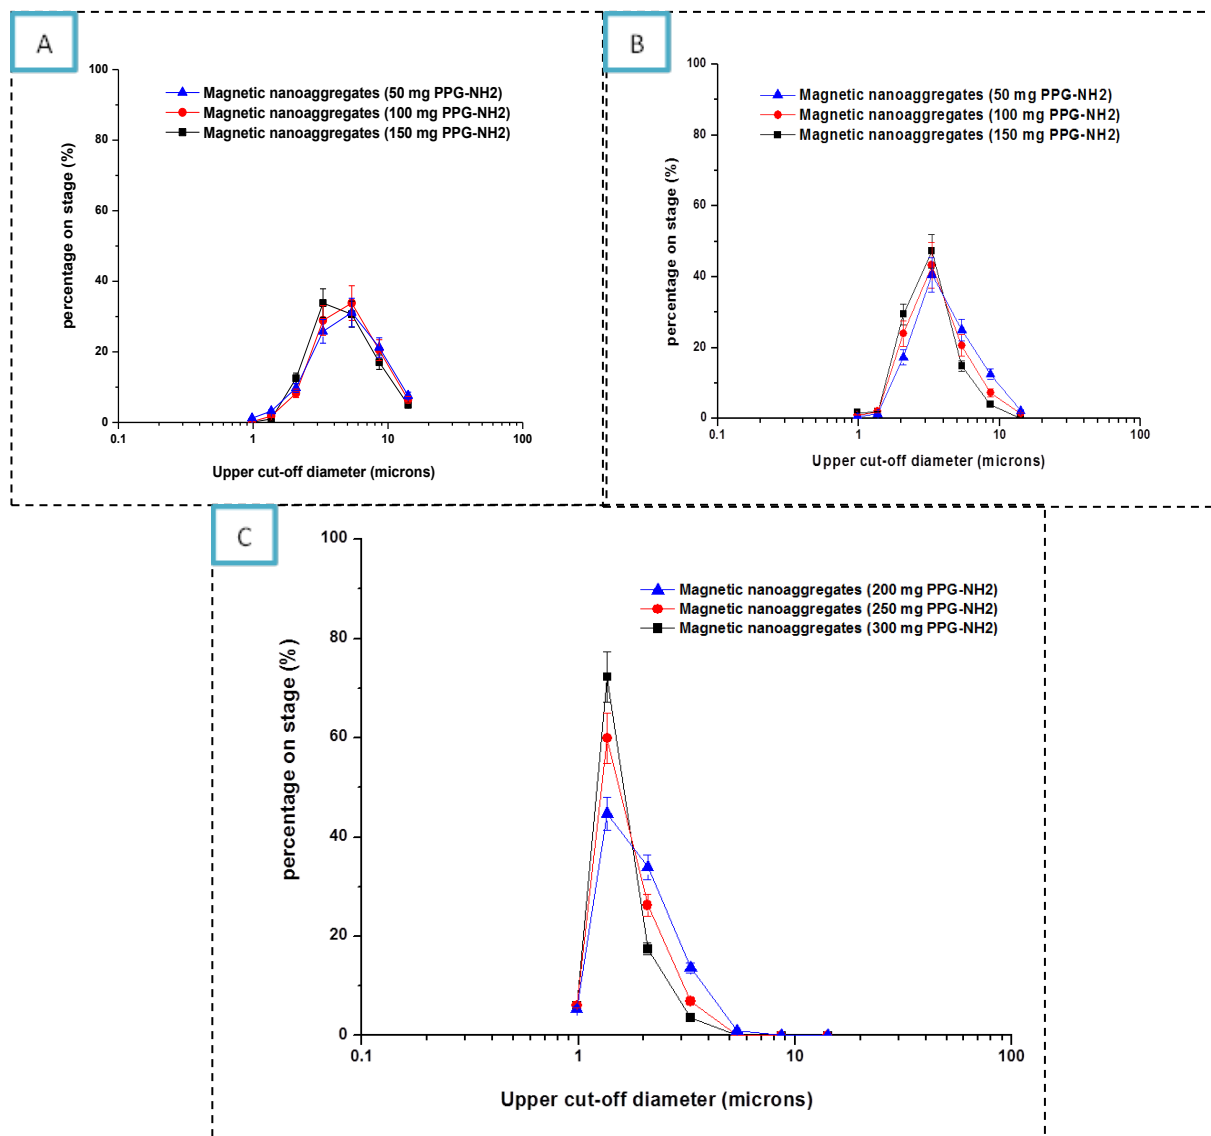 A
100
80
60
40
20
0
percentage on stage (%)
Magnetic nanoaggregates (50 mg PPG-NH2)
Magnetic nanoaggregates (100 mg PPG-NH2)
Magnetic nanoaggregates (150 mg PPG-NH2)
0.1 1 10 100
Upper cut-off diameter (microns)
B
100
80
60
40
20
0
percentage on stage (%)
Magnetic nanoaggregates (50 mg PPG-NH2)
Magnetic nanoaggregates (100 mg PPG-NH2)
Magnetic nanoaggregates (150 mg PPG-NH2)
0.1 1 10 100
Upper cut-off diameter (microns)
C
100
80
60
40
20
0
percentage on stage (%)
Magnetic nanoaggregates (200 mg PPG-NH2)
Magnetic nanoaggregates (250 mg PPG-NH2)
Magnetic nanoaggregates (300 mg PPG-NH2)
0.1 1 10 100
Upper cut-off diameter (microns)